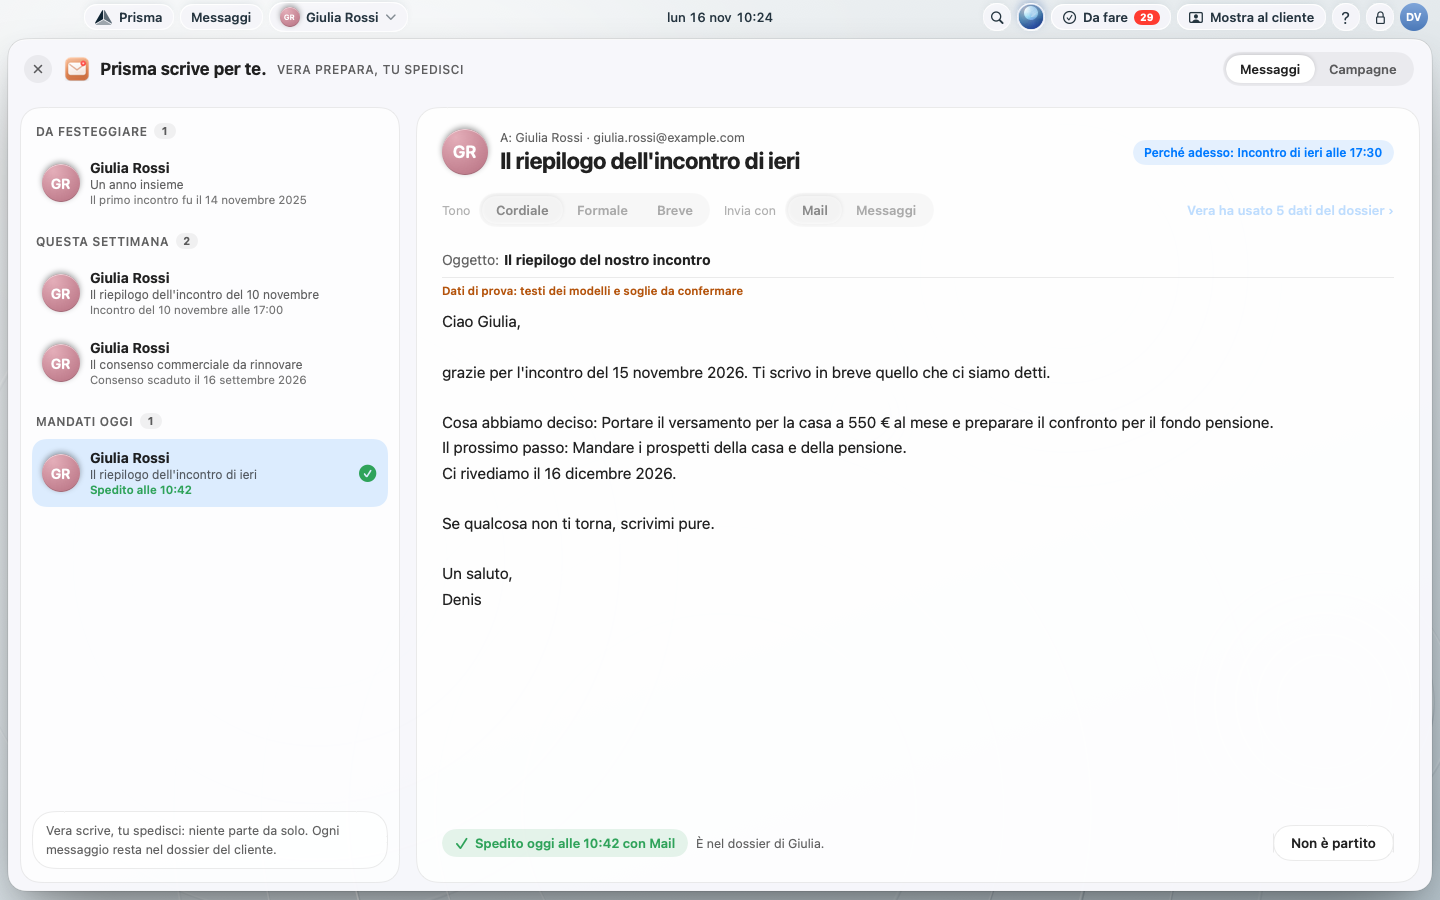 Prisma
Messaggi
GR
Giulia Rossi
lun 16 nov 10:24
Da fare
29
Mostra al cliente
?
DV
Prisma scrive per te.
VERA PREPARA, TU SPEDISCI
Messaggi
Campagne
DA FESTEGGIARE 1
GR
Giulia Rossi
Un anno insieme
Il primo incontro fu il 14 novembre 2025
QUESTA SETTIMANA 2
GR
Giulia Rossi
Il riepilogo dell'incontro del 10 novembre
Incontro del 10 novembre alle 17:00
GR
Giulia Rossi
Il consenso commerciale da rinnovare
Consenso scaduto il 16 settembre 2026
MANDATI OGGI 1
GR
Giulia Rossi
Il riepilogo dell'incontro di ieri
Spedito alle 10:42
Vera scrive, tu spedisci: niente parte da solo. Ogni
messaggio resta nel dossier del cliente.
GR
A: Giulia Rossi · giulia.rossi@example.com
Il riepilogo dell'incontro di ieri
Perché adesso: Incontro di ieri alle 17:30
Tono
Cordiale
Formale
Breve
Invia con
Mail
Messaggi
Vera ha usato 5 dati del dossier ›
Oggetto: Il riepilogo del nostro incontro
Dati di prova: testi dei modelli e soglie da confermare
Ciao Giulia,
grazie per l'incontro del 15 novembre 2026. Ti scrivo in breve quello che ci siamo detti.
Cosa abbiamo deciso: Portare il versamento per la casa a 550 € al mese e preparare il confronto per il fondo pensione.
Il prossimo passo: Mandare i prospetti della casa e della pensione.
Ci rivediamo il 16 dicembre 2026.
Se qualcosa non ti torna, scrivimi pure.
Un saluto,
Denis
Spedito oggi alle 10:42 con Mail
È nel dossier di Giulia.
Non è partito